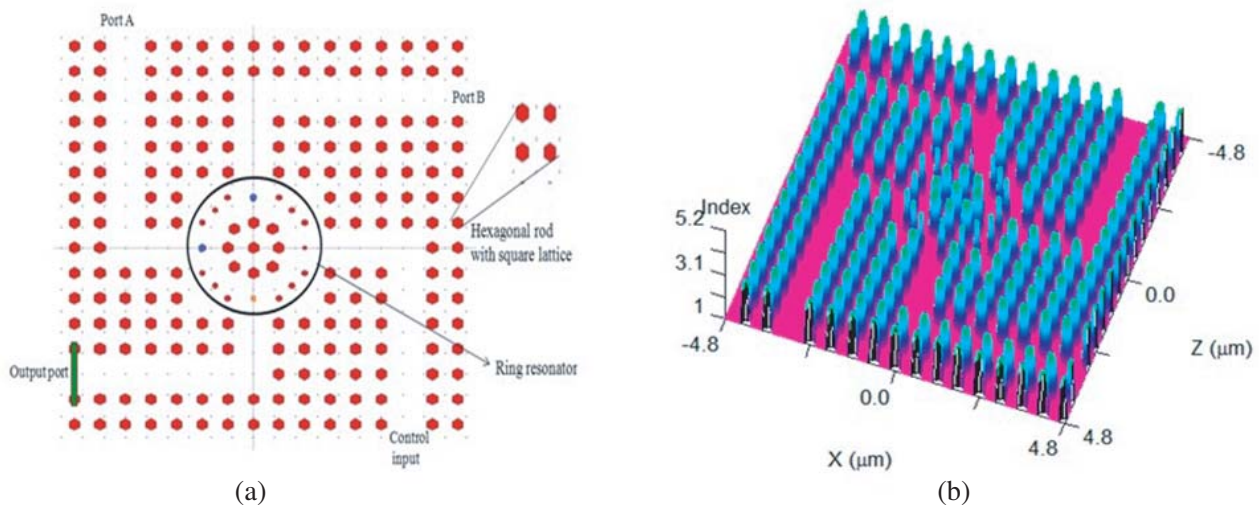 Port A
Port B
Hexagonal rod
with square lattice
Output port
Ring resonator
Control
input
(a)
Index
5.2
3.1
1
-4.8
0.0
4.8
X (μm)
4.8
0.0
-4.8
Z (μm)
(b)